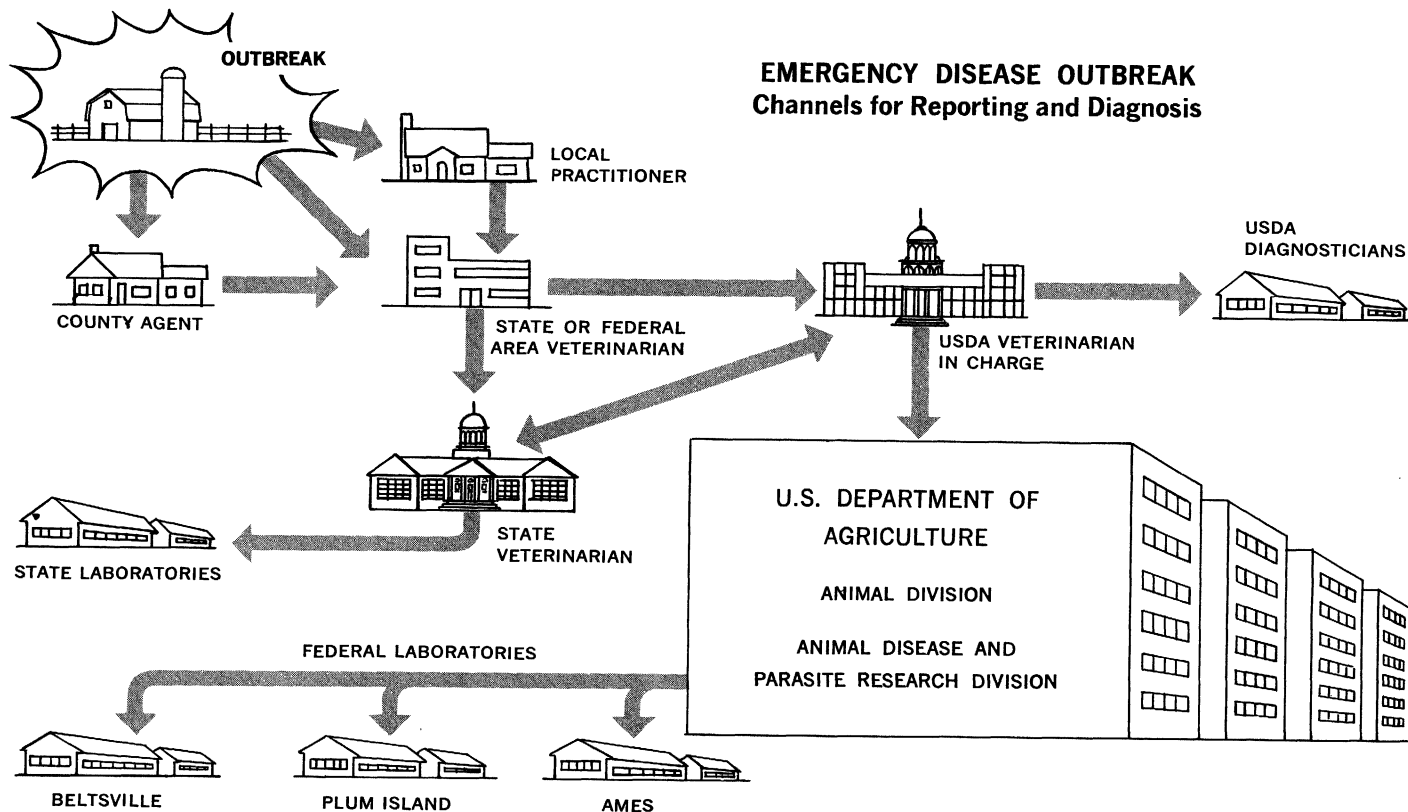 OUTBREAK
EMERGENCY DISEASE OUTBREAK
Channels for Reporting and Diagnosis
LOCAL
PRACTITIONER
USDA
DIAGNOSTICIANS
COUNTY AGENT
STATE OR FEDERAL
AREA VETERINARIAN
USDA VETERINARIAN
IN CHARGE
STATE
VETERINARIAN
STATE LABORATORIES
U.S. DEPARTMENT OF
AGRICULTURE
ANIMAL DIVISION
ANIMAL DISEASE AND
PARASITE RESEARCH DIVISION
FEDERAL LABORATORIES
BELTSVILLE
PLUM ISLAND
AMES